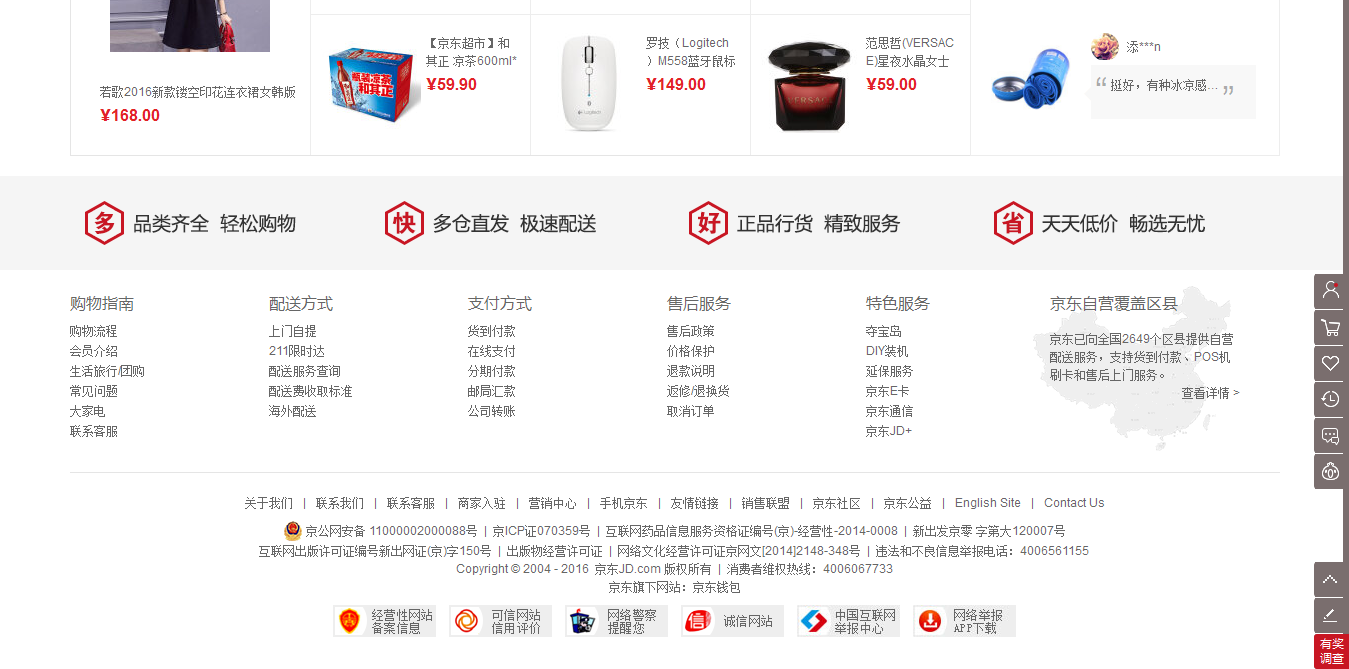 若歌2016新款镂空印花连衣裙女韩版
¥168.00
【京东超市】和
其正 凉茶600ml*
¥59.90
瓶装凉茶
和其正
罗技（Logitech
）M558蓝牙鼠标
¥149.00
范思哲(VERSAC
E)星夜水晶女士
¥59.00
添***n
“ 挺好，有种冰凉感... ”
多 品类齐全 轻松购物
快 多仓直发 极速配送
好 正品行货 精致服务
省 天天低价 畅选无忧
购物指南
购物流程
会员介绍
生活旅行/团购
常见问题
大家电
联系客服
配送方式
上门自提
211限时达
配送服务查询
配送费收取标准
海外配送
支付方式
货到付款
在线支付
分期付款
邮局汇款
公司转账
售后服务
售后政策
价格保护
退款说明
返修/退换货
取消订单
特色服务
夺宝岛
DIY装机
延保服务
京东E卡
京东通信
京东JD+
京东自营覆盖区县
京东已向全国2649个区县提供自营
配送服务，支持货到付款、POS机
刷卡和售后上门服务。
查看详情 >
关于我们 | 联系我们 | 联系客服 | 商家入驻 | 营销中心 | 手机京东 | 友情链接 | 销售联盟 | 京东社区 | 京东公益 | English Site | Contact Us
京公网安备 11000002000088号 | 京ICP证070359号 | 互联网药品信息服务资格证编号(京)-经营性-2014-0008 | 新出发京零 字第大120007号
互联网出版许可证编号新出网证(京)字150号 | 出版物经营许可证 | 网络文化经营许可证京网文[2014]2148-348号 | 违法和不良信息举报电话：4006561155
Copyright © 2004 - 2016 京东JD.com 版权所有 | 消费者维权热线：4006067733
京东旗下网站：京东钱包
经营性网站
备案信息
可信网站
信用评价
网络警察
提醒您
信 诚信网站
中国互联网
举报中心
网络举报
APP下载
有奖
调查